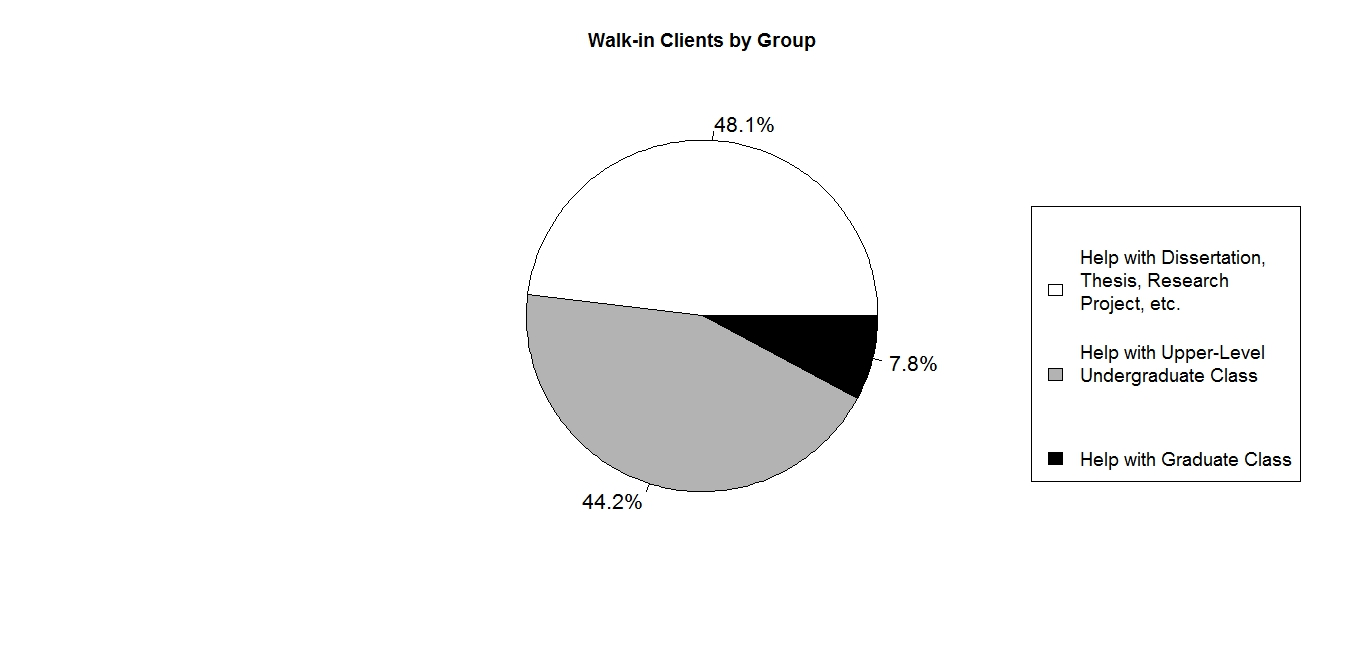 Walk-in Clients by Group
48.1%
7.8%
44.2%
Help with Dissertation,
Thesis, Research
Project, etc.
Help with Upper-Level
Undergraduate Class
Help with Graduate Class